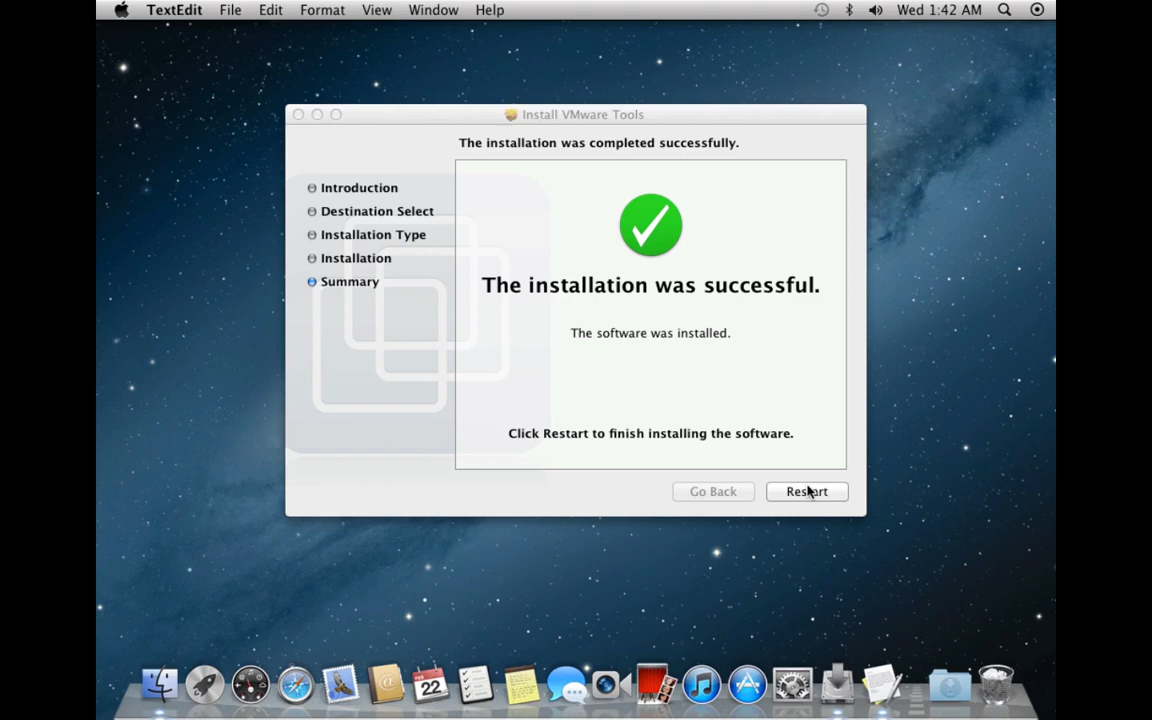 TextEdit File Edit Format View Window Help Wed 1:42 AM
Install VMware Tools
The installation was completed successfully.
Introduction
Destination Select
Installation Type
Installation
Summary
The installation was successful.
The software was installed.
Click Restart to finish installing the software.
Go Back Restart
22